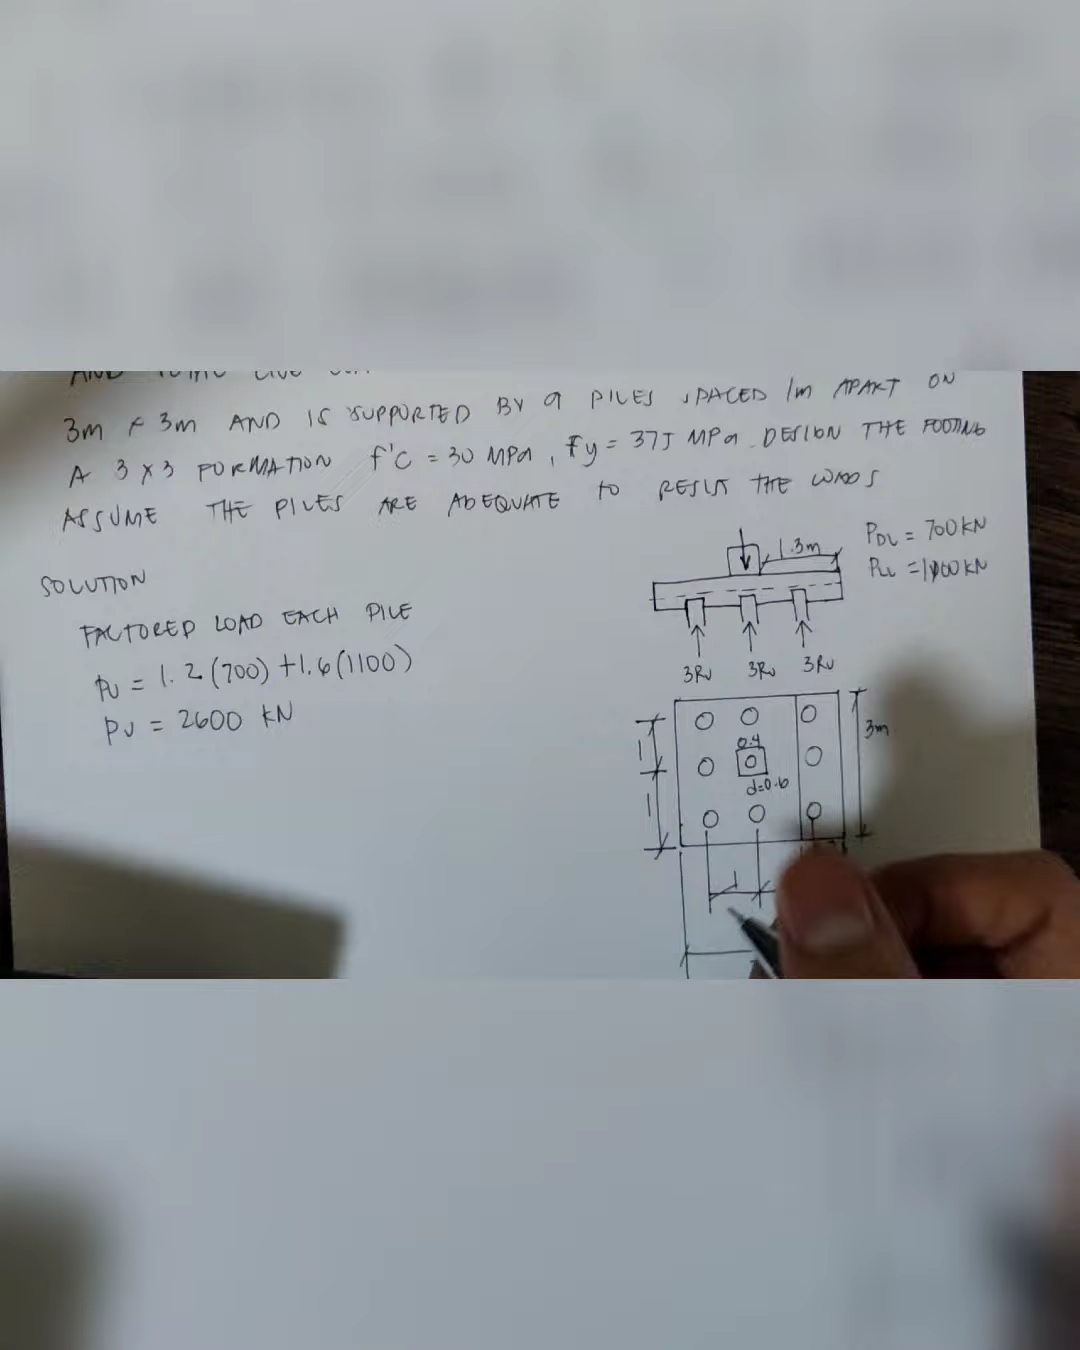 3m × 3m AND IS SUPPORTED BY 9 PILES SPACED 1m APART ON
A 3 × 3 FORMATION f'c = 30 MPa, Fy = 375 MPa. DESIGN THE FOOTING
ASSUME THE PILES ARE ADEQUATE TO RESIST THE LOADS
SOLUTION
FACTORED LOAD EACH PILE
PU = 1.2(700) + 1.6(1100)
PU = 2600 KN
PDL = 700 KN
PLL = 1100 KN
1.3m
3RU 3RU 3RU
0.4
d=0.6
1
1
3m
1